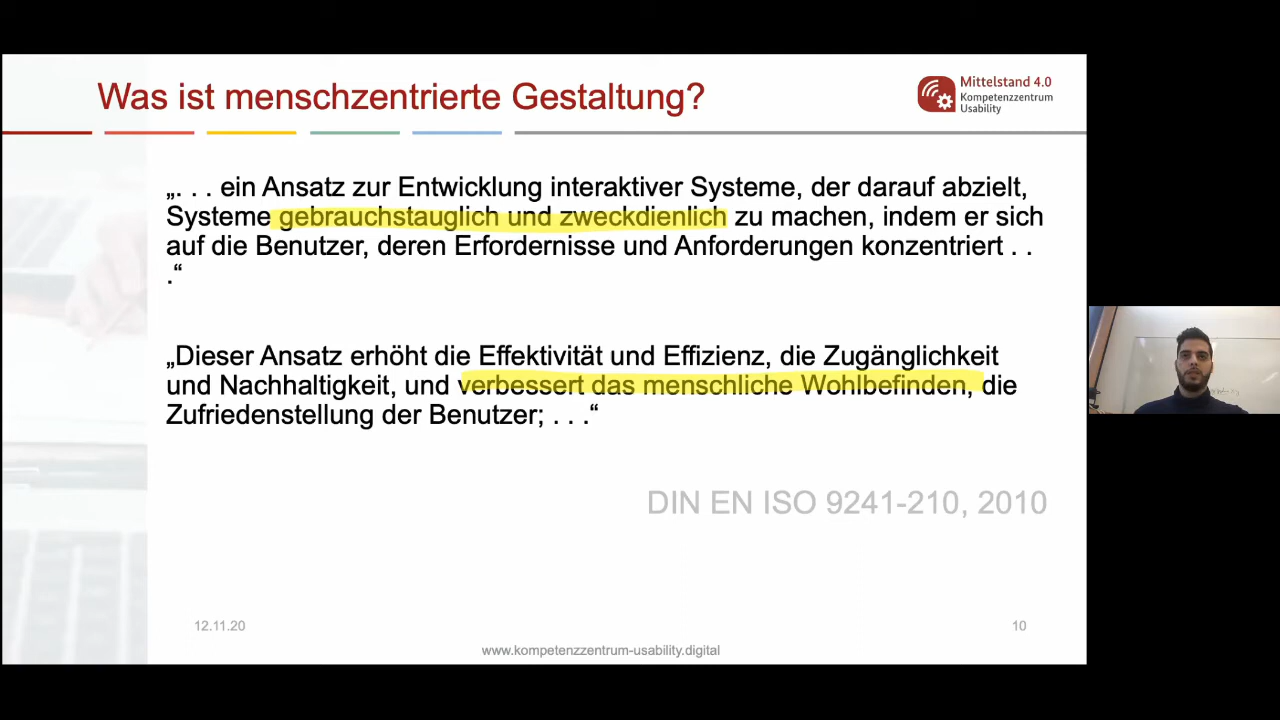 Was ist menschzentrierte Gestaltung?
Mittelstand 4.0
Kompetenzzentrum
Usability
„. . . ein Ansatz zur Entwicklung interaktiver Systeme, der darauf abzielt,
Systeme gebrauchstauglich und zweckdienlich zu machen, indem er sich
auf die Benutzer, deren Erfordernisse und Anforderungen konzentriert . .
.“
„Dieser Ansatz erhöht die Effektivität und Effizienz, die Zugänglichkeit
und Nachhaltigkeit, und verbessert das menschliche Wohlbefinden, die
Zufriedenstellung der Benutzer; . . .“
DIN EN ISO 9241-210, 2010
12.11.20
10
www.kompetenzzentrum-usability.digital